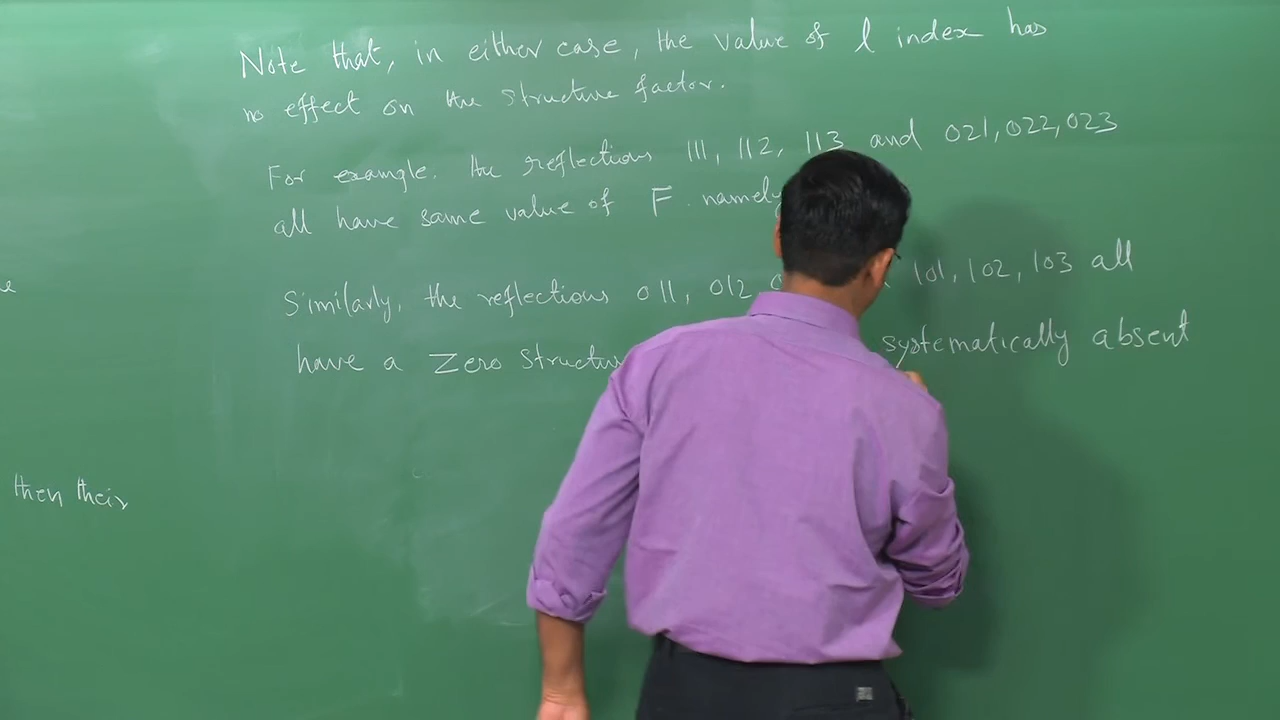 Note that, in either case, the value of l index has
no effect on the structure factor.
For example. the reflections 111, 112, 113 and 021, 022, 023
all have same value of F. namely
Similarly, the reflections 011, 012 101, 102, 103 all
have a zero systematically absent
then their